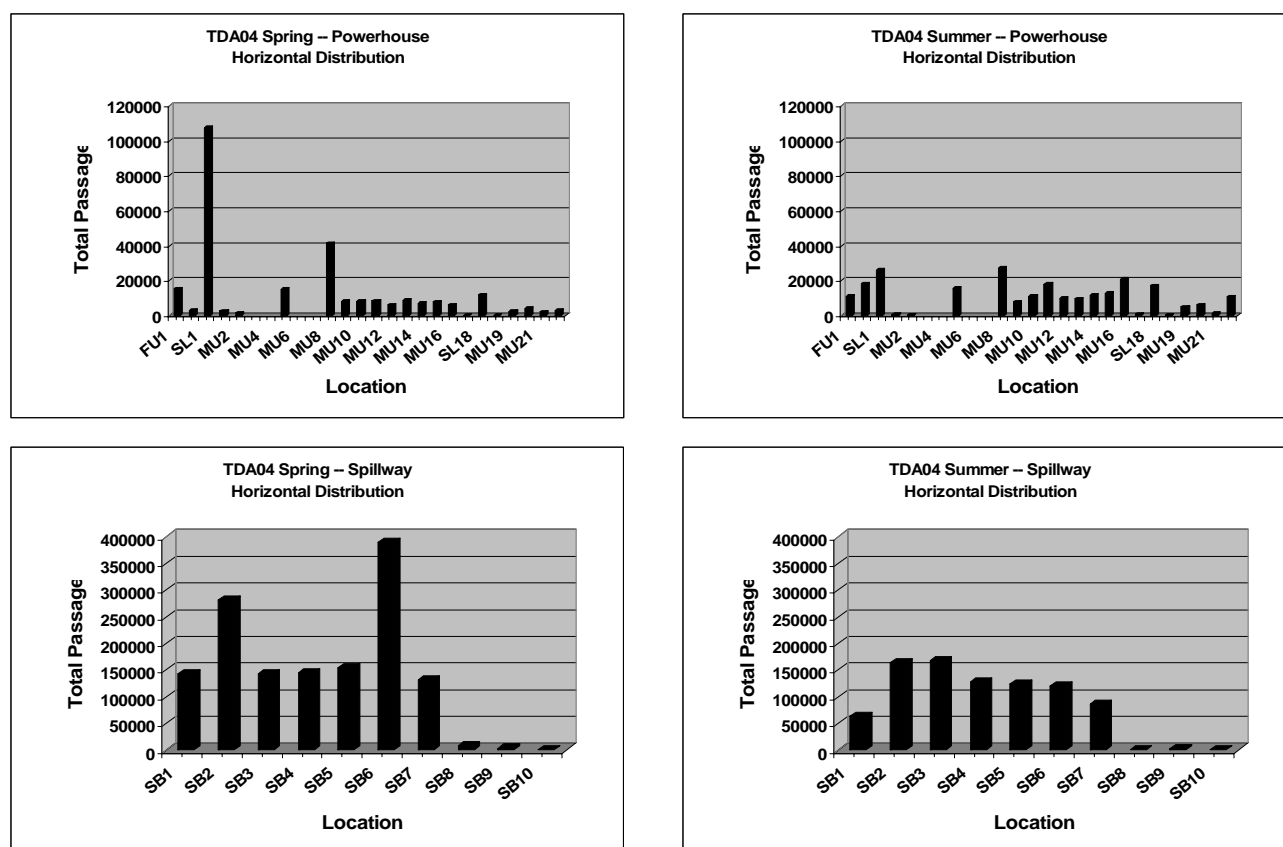 TDA04 Spring -- Powerhouse
Horizontal Distribution
120000
100000
80000
60000
40000
20000
0
Total Passage
FU1
SL1
MU2
MU4
MU6
MU8
MU10
MU12
MU14
MU16
SL18
MU19
MU21
Location
TDA04 Summer -- Powerhouse
Horizontal Distribution
120000
100000
80000
60000
40000
20000
0
Total Passage
FU1
SL1
MU2
MU4
MU6
MU8
MU10
MU12
MU14
MU16
SL18
MU19
MU21
Location
TDA04 Spring -- Spillway
Horizontal Distribution
400000
350000
300000
250000
200000
150000
100000
50000
0
Total Passage
SB1
SB2
SB3
SB4
SB5
SB6
SB7
SB8
SB9
SB10
Location
TDA04 Summer -- Spillway
Horizontal Distribution
400000
350000
300000
250000
200000
150000
100000
50000
0
Total Passage
SB1
SB2
SB3
SB4
SB5
SB6
SB7
SB8
SB9
SB10
Location